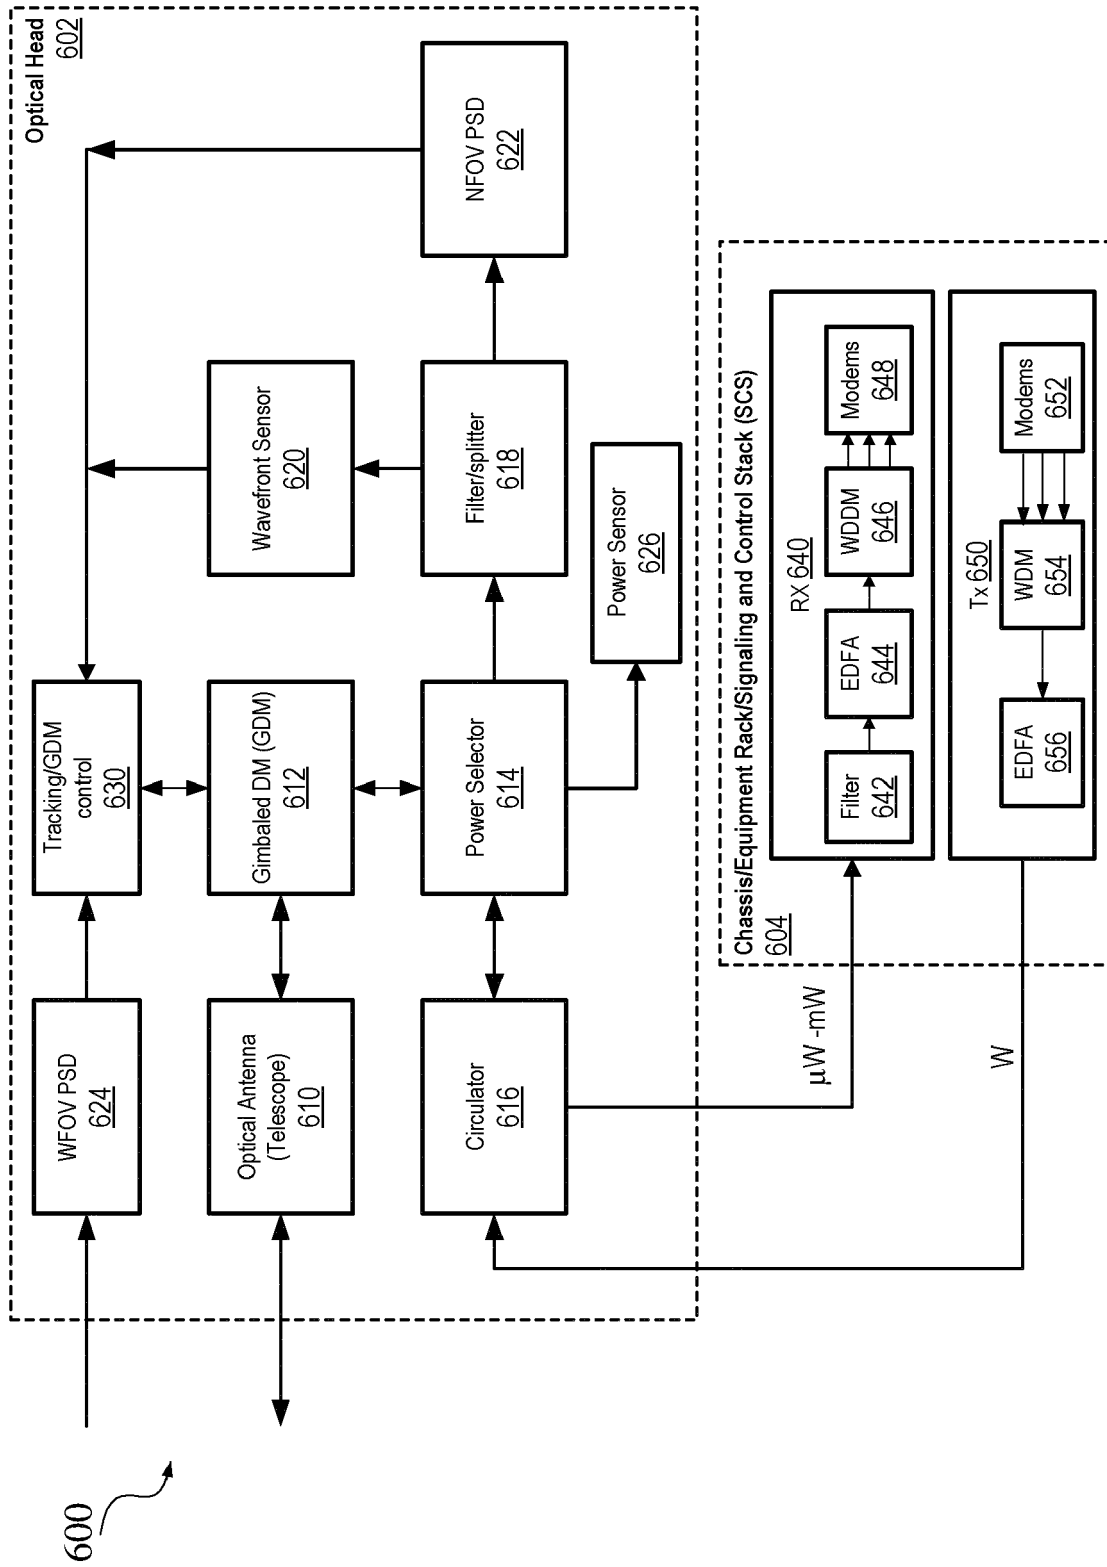 600
Optical Head
602
WFOV PSD
624
Tracking/GDM
control
630
Optical Antenna
(Telescope)
610
Gimbaled DM (GDM)
612
Wavefront Sensor
620
Circulator
616
Power Selector
614
Filter/splitter
618
NFOV PSD
622
Power Sensor
626
μW -mW
W
Chassis/Equipment Rack/Signaling and Control Stack (SCS)
604
RX 640
Filter
642
EDFA
644
WDDM
646
Modems
648
Tx 650
EDFA
656
WDM
654
Modems
652